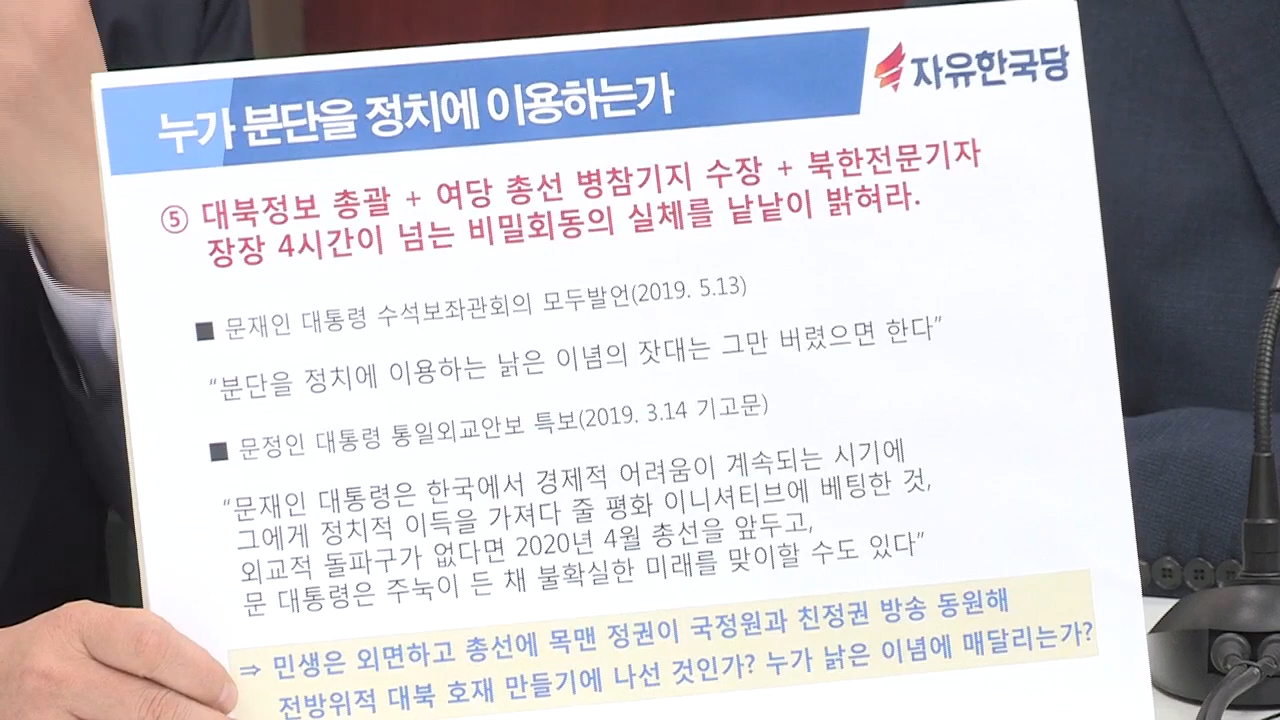 자유한국당
누가 분단을 정치에 이용하는가
⑤ 대북정보 총괄 + 여당 총선 병참기지 수장 + 북한전문기자
장장 4시간이 넘는 비밀회동의 실체를 낱낱이 밝혀라.
■ 문재인 대통령 수석보좌관회의 모두발언(2019. 5.13)
“분단을 정치에 이용하는 낡은 이념의 잣대는 그만 버렸으면 한다”
■ 문정인 대통령 통일외교안보 특보(2019. 3.14 기고문)
“문재인 대통령은 한국에서 경제적 어려움이 계속되는 시기에
그에게 정치적 이득을 가져다 줄 평화 이니셔티브에 베팅한 것,
외교적 돌파구가 없다면 2020년 4월 총선을 앞두고,
문 대통령은 주눅이 든 채 불확실한 미래를 맞이할 수도 있다”
⇒ 민생은 외면하고 총선에 목맨 정권이 국정원과 친정권 방송 동원해
전방위적 대북 호재 만들기에 나선 것인가? 누가 낡은 이념에 매달리는가?